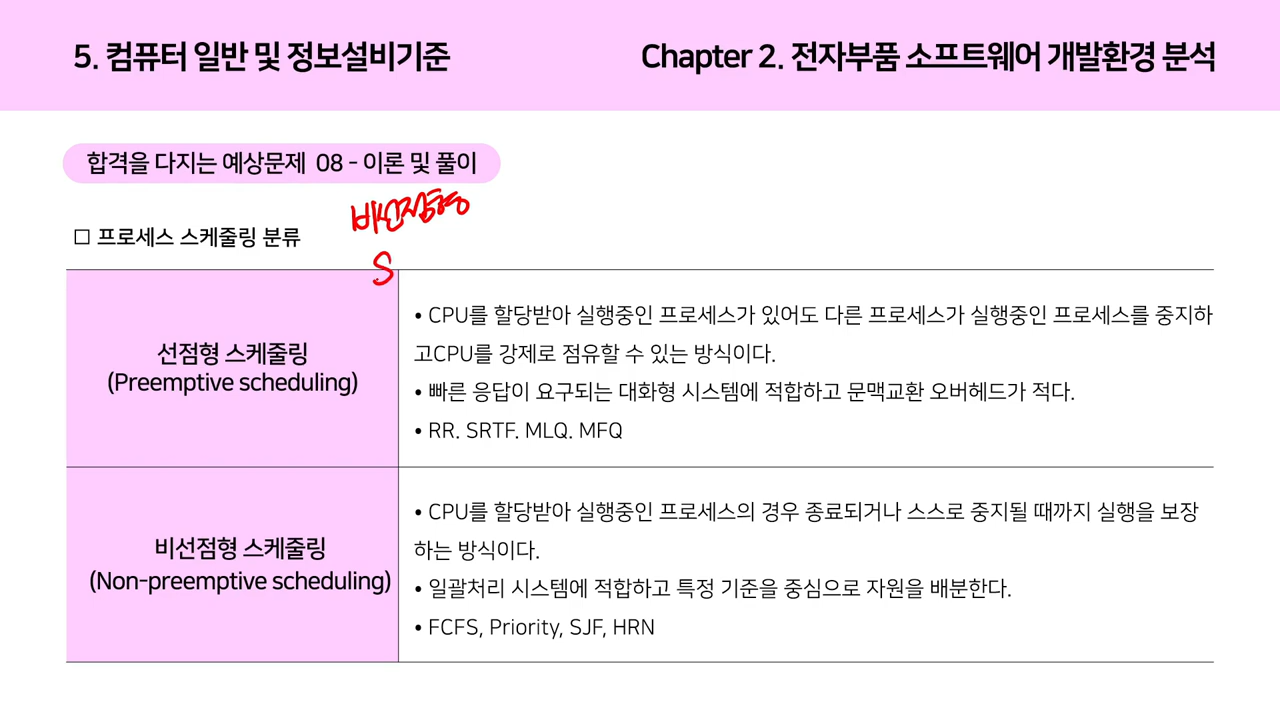 5. 컴퓨터 일반 및 정보설비기준
Chapter 2. 전자부품 소프트웨어 개발환경 분석
합격을 다지는 예상문제 08 - 이론 및 풀이
비선점형
□ 프로세스 스케줄링 분류
S
선점형 스케줄링
(Preemptive scheduling)
• CPU를 할당받아 실행중인 프로세스가 있어도 다른 프로세스가 실행중인 프로세스를 중지하
고CPU를 강제로 점유할 수 있는 방식이다.
• 빠른 응답이 요구되는 대화형 시스템에 적합하고 문맥교환 오버헤드가 적다.
• RR. SRTF. MLQ. MFQ
비선점형 스케줄링
(Non-preemptive scheduling)
• CPU를 할당받아 실행중인 프로세스의 경우 종료되거나 스스로 중지될 때까지 실행을 보장
하는 방식이다.
• 일괄처리 시스템에 적합하고 특정 기준을 중심으로 자원을 배분한다.
• FCFS, Priority, SJF, HRN